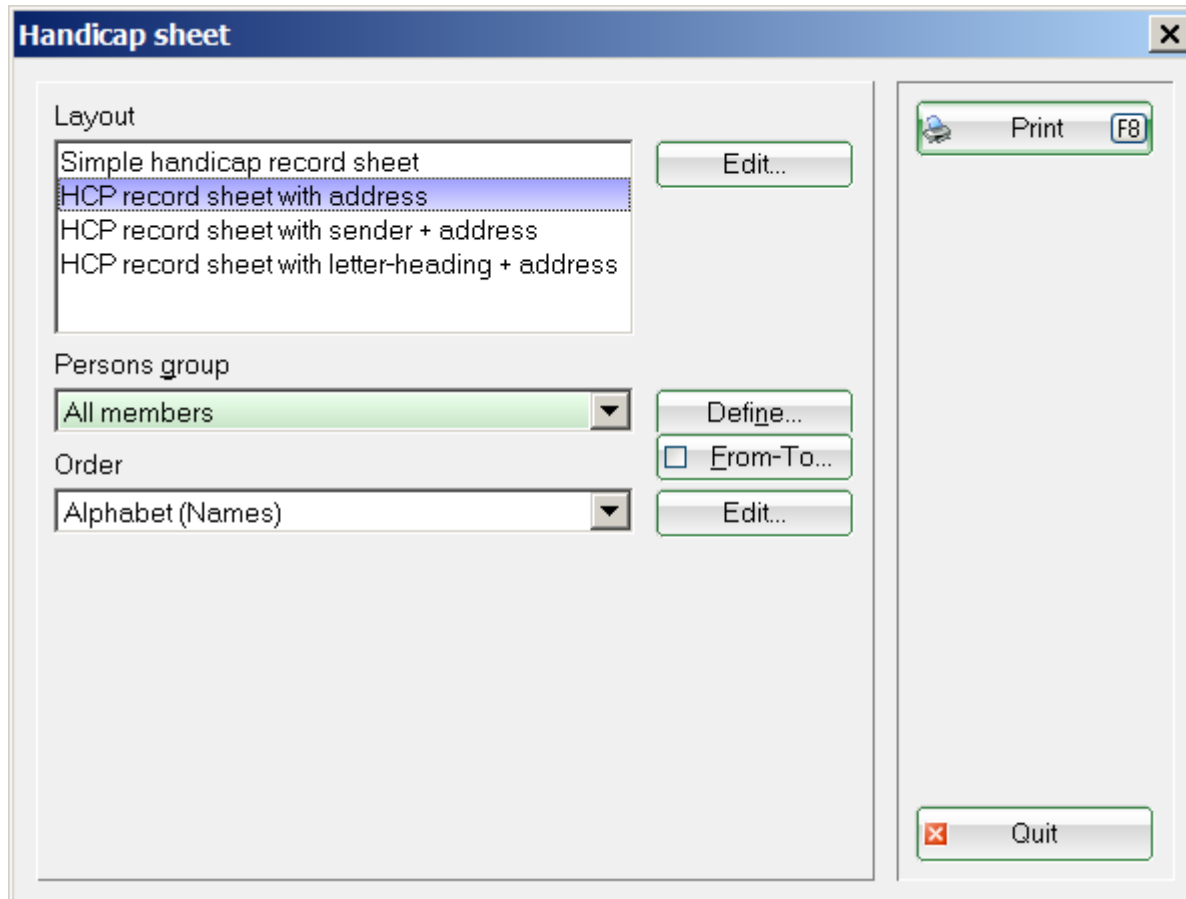 Handicap sheet
Layout
Simple handicap record sheet
HCP record sheet with address
HCP record sheet with sender + address
HCP record sheet with letter-heading + address
Edit...
Persons group
All members
Define...
From-To...
Order
Alphabet (Names)
Edit...
Print F8
Quit